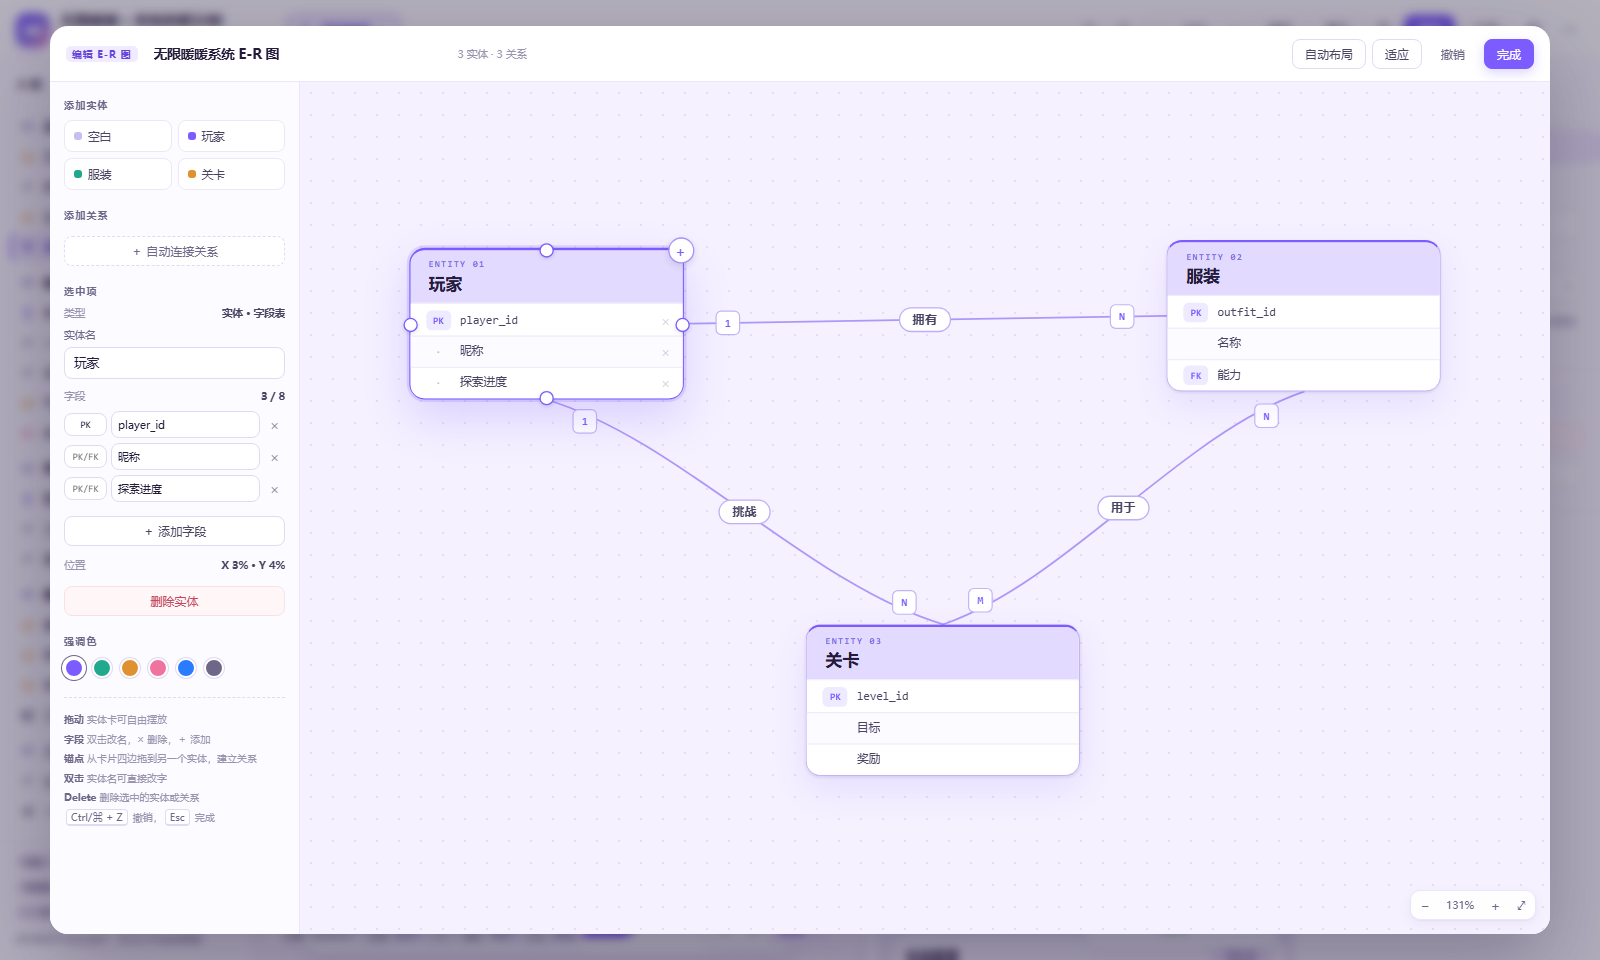 编辑 E-R 图 无限暖暖系统 E-R 图 3 实体 · 3 关系 自动布局 适应 撤销 完成
添加实体
空白 玩家
服装 关卡
添加关系
+ 自动连接关系
选中项
类型 实体 • 字段表
实体名
玩家
字段 3 / 8
PK player_id ×
PK/FK 昵称 ×
PK/FK 探索进度 ×
+ 添加字段
位置 X 3% • Y 4%
删除实体
强调色
拖动 实体卡可自由摆放
字段 双击改名，× 删除，+ 添加
锚点 从卡片四边拖到另一个实体，建立关系
双击 实体名可直接改字
Delete 删除选中的实体或关系
Ctrl/⌘ + Z 撤销， Esc 完成
ENTITY 01
玩家
+
PK player_id ×
· 昵称 ×
· 探索进度 ×
1 拥有 N
ENTITY 02
服装
PK outfit_id
名称
FK 能力
1 挑战 N
N 用于 M
ENTITY 03
关卡
PK level_id
目标
奖励
− 131% + ⤢